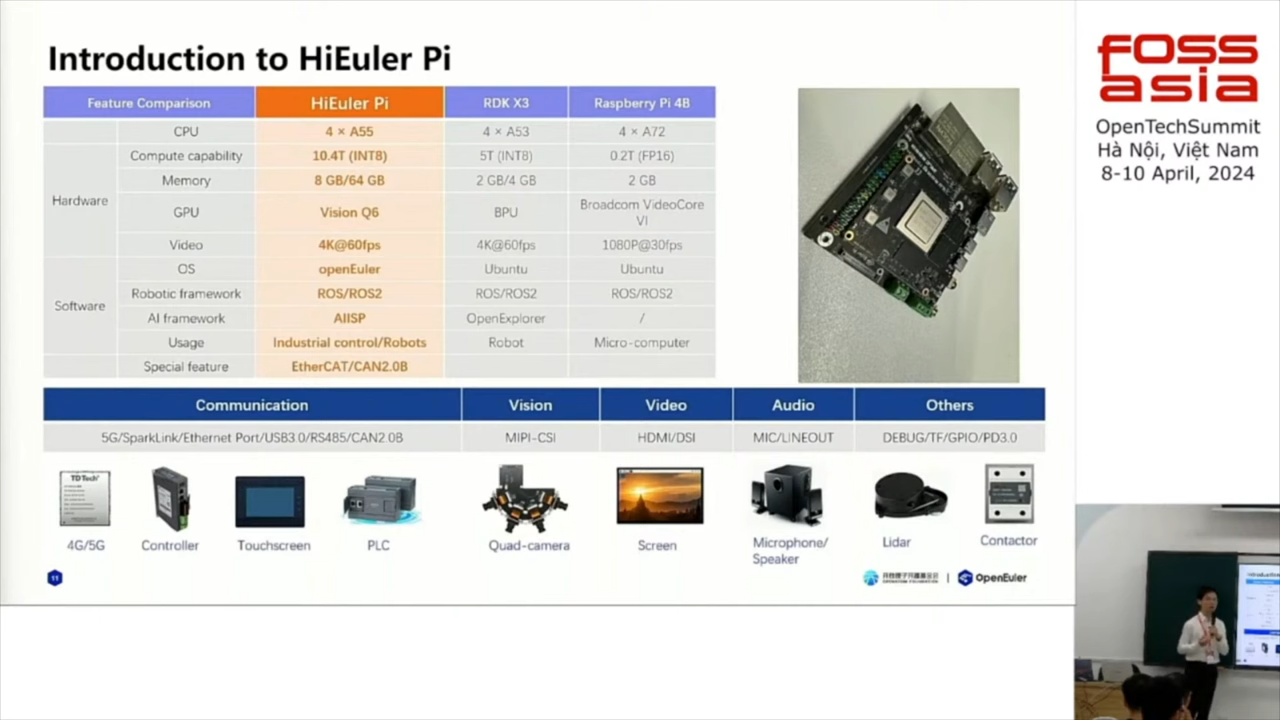 Introduction to HiEuler Pi
Feature Comparison HiEuler Pi RDK X3 Raspberry Pi 4B
Hardware
CPU 4 × A55 4 × A53 4 × A72
Compute capability 10.4T (INT8) 5T (INT8) 0.2T (FP16)
Memory 8 GB/64 GB 2 GB/4 GB 2 GB
GPU Vision Q6 BPU Broadcom VideoCore VI
Video 4K@60fps 4K@60fps 1080P@30fps
Software
OS openEuler Ubuntu Ubuntu
Robotic framework ROS/ROS2 ROS/ROS2 ROS/ROS2
AI framework AIISP OpenExplorer /
Usage Industrial control/Robots Robot Micro-computer
Special feature EtherCAT/CAN2.0B
Communication Vision Video Audio Others
5G/SparkLink/Ethernet Port/USB3.0/RS485/CAN2.0B MIPI-CSI HDMI/DSI MIC/LINEOUT DEBUG/TF/GPIO/PD3.0
TD Tech
4G/5G Controller Touchscreen PLC Quad-camera Screen Microphone/
Speaker Lidar Contactor
11
OpenEuler
FOSS
asia
OpenTechSummit
Hà Nội, Việt Nam
8-10 April, 2024